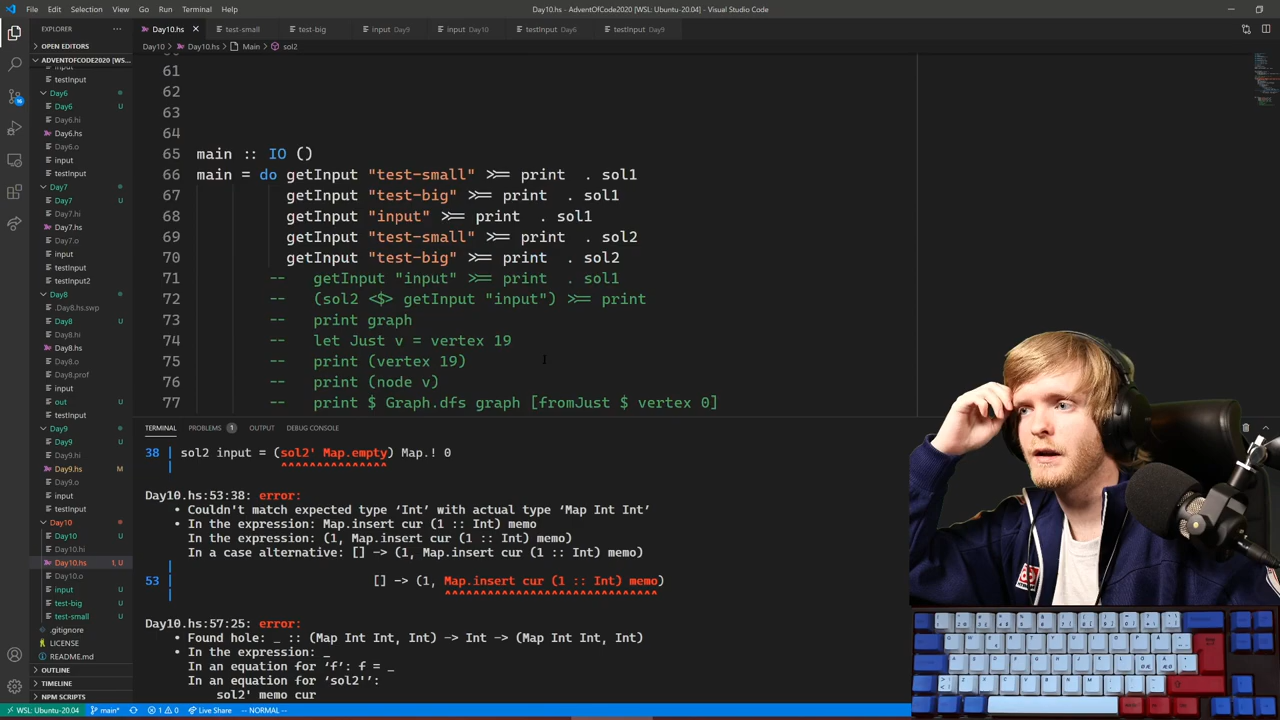 File Edit Selection View Go Run Terminal Help
Day10.hs - AdventOfCode2020 [WSL: Ubuntu-20.04] - Visual Studio Code
EXPLORER
Day10.hs test-small test-big input Day9 input Day10 testInput Day6 testInput Day9
OPEN EDITORS
Day10 > Day10.hs > Main > sol2
ADVENTOFCODE2020 [WS...
testInput
Day6
Day6 U
Day6.hi
Day6.hs
Day6.o
input
testInput
Day7
Day7 U
Day7.hi
Day7.hs
Day7.o
input
testInput
testInput2
Day8
.Day8.hs.swp
Day8 U
Day8.hi
Day8.hs
Day8.o
Day8.prof
input
out U
testInput
Day9
Day9 U
Day9.hi
Day9.hs M
Day9.o
input
testInput
Day10
Day10 U
Day10.hi
Day10.hs 1, U
Day10.o
input U
test-big U
test-small U
.gitignore
LICENSE
README.md
OUTLINE
TIMELINE
NPM SCRIPTS
61
62
63
64
65 main :: IO ()
66 main = do getInput "test-small" >>= print . sol1
67 getInput "test-big" >>= print . sol1
68 getInput "input" >>= print . sol1
69 getInput "test-small" >>= print . sol2
70 getInput "test-big" >>= print . sol2
71 -- getInput "input" >>= print . sol1
72 -- (sol2 <$> getInput "input") >>= print
73 -- print graph
74 -- let Just v = vertex 19
75 -- print (vertex 19)
76 -- print (node v)
77 -- print $ Graph.dfs graph [fromJust $ vertex 0]
TERMINAL PROBLEMS 1 OUTPUT DEBUG CONSOLE
38 | sol2 input = (sol2' Map.empty) Map.! 0
| ^^^^^^^^^^^^^^^
Day10.hs:53:38: error:
• Couldn't match expected type ‘Int’ with actual type ‘Map Int Int’
• In the expression: Map.insert cur (1 :: Int) memo
In the expression: (1, Map.insert cur (1 :: Int) memo)
In a case alternative: [] -> (1, Map.insert cur (1 :: Int) memo)
|
53 | [] -> (1, Map.insert cur (1 :: Int) memo)
| ^^^^^^^^^^^^^^^^^^^^^^^^^^^^^^
Day10.hs:57:25: error:
• Found hole: _ :: (Map Int Int, Int) -> Int -> (Map Int Int, Int)
• In the expression: _
In an equation for ‘f’: f = _
In an equation for ‘sol2'’:
sol2' memo cur
WSL: Ubuntu-20.04 main* 1 0 Live Share -- NORMAL --